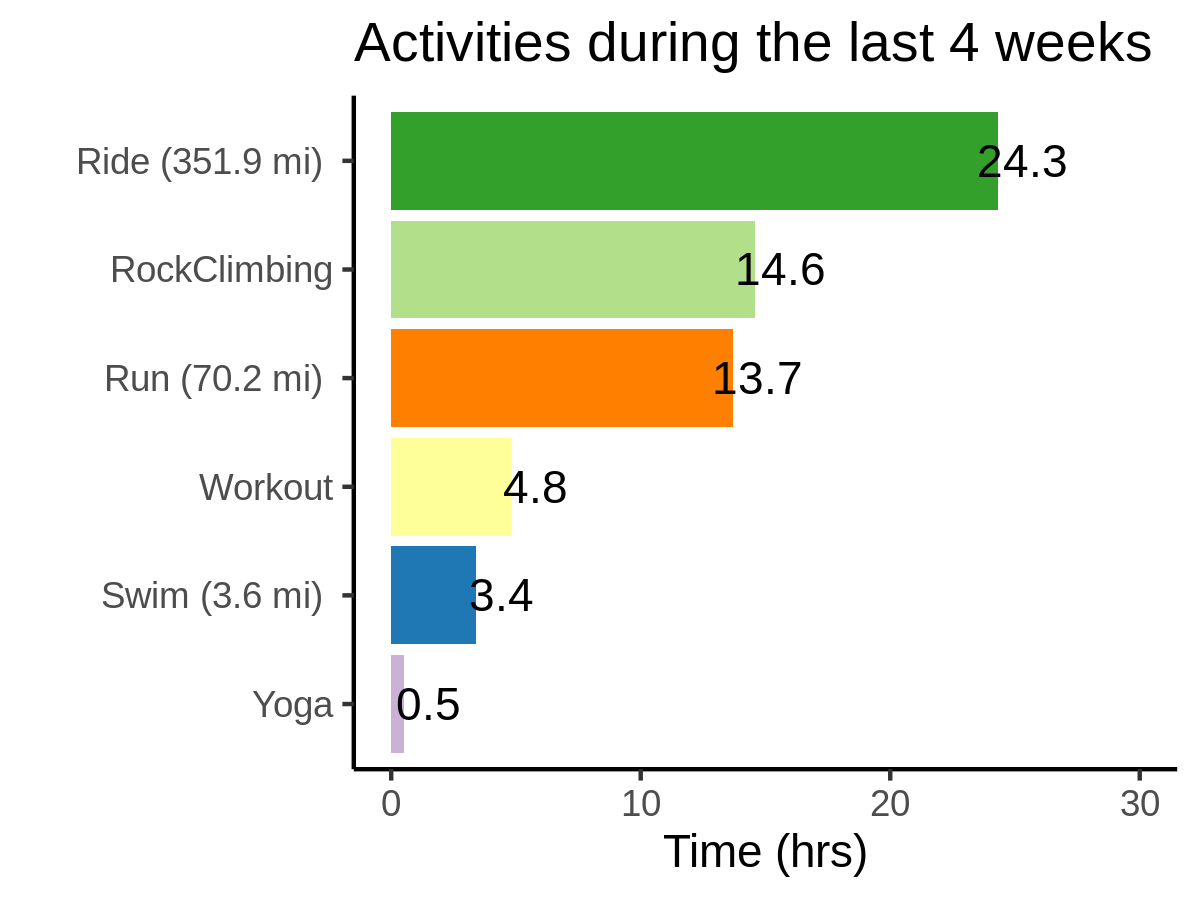 Activities during the last 4 weeks
Ride (351.9 mi) 24.3
RockClimbing 14.6
Run (70.2 mi) 13.7
Workout 4.8
Swim (3.6 mi) 3.4
Yoga 0.5
0 10 20 30
Time (hrs)